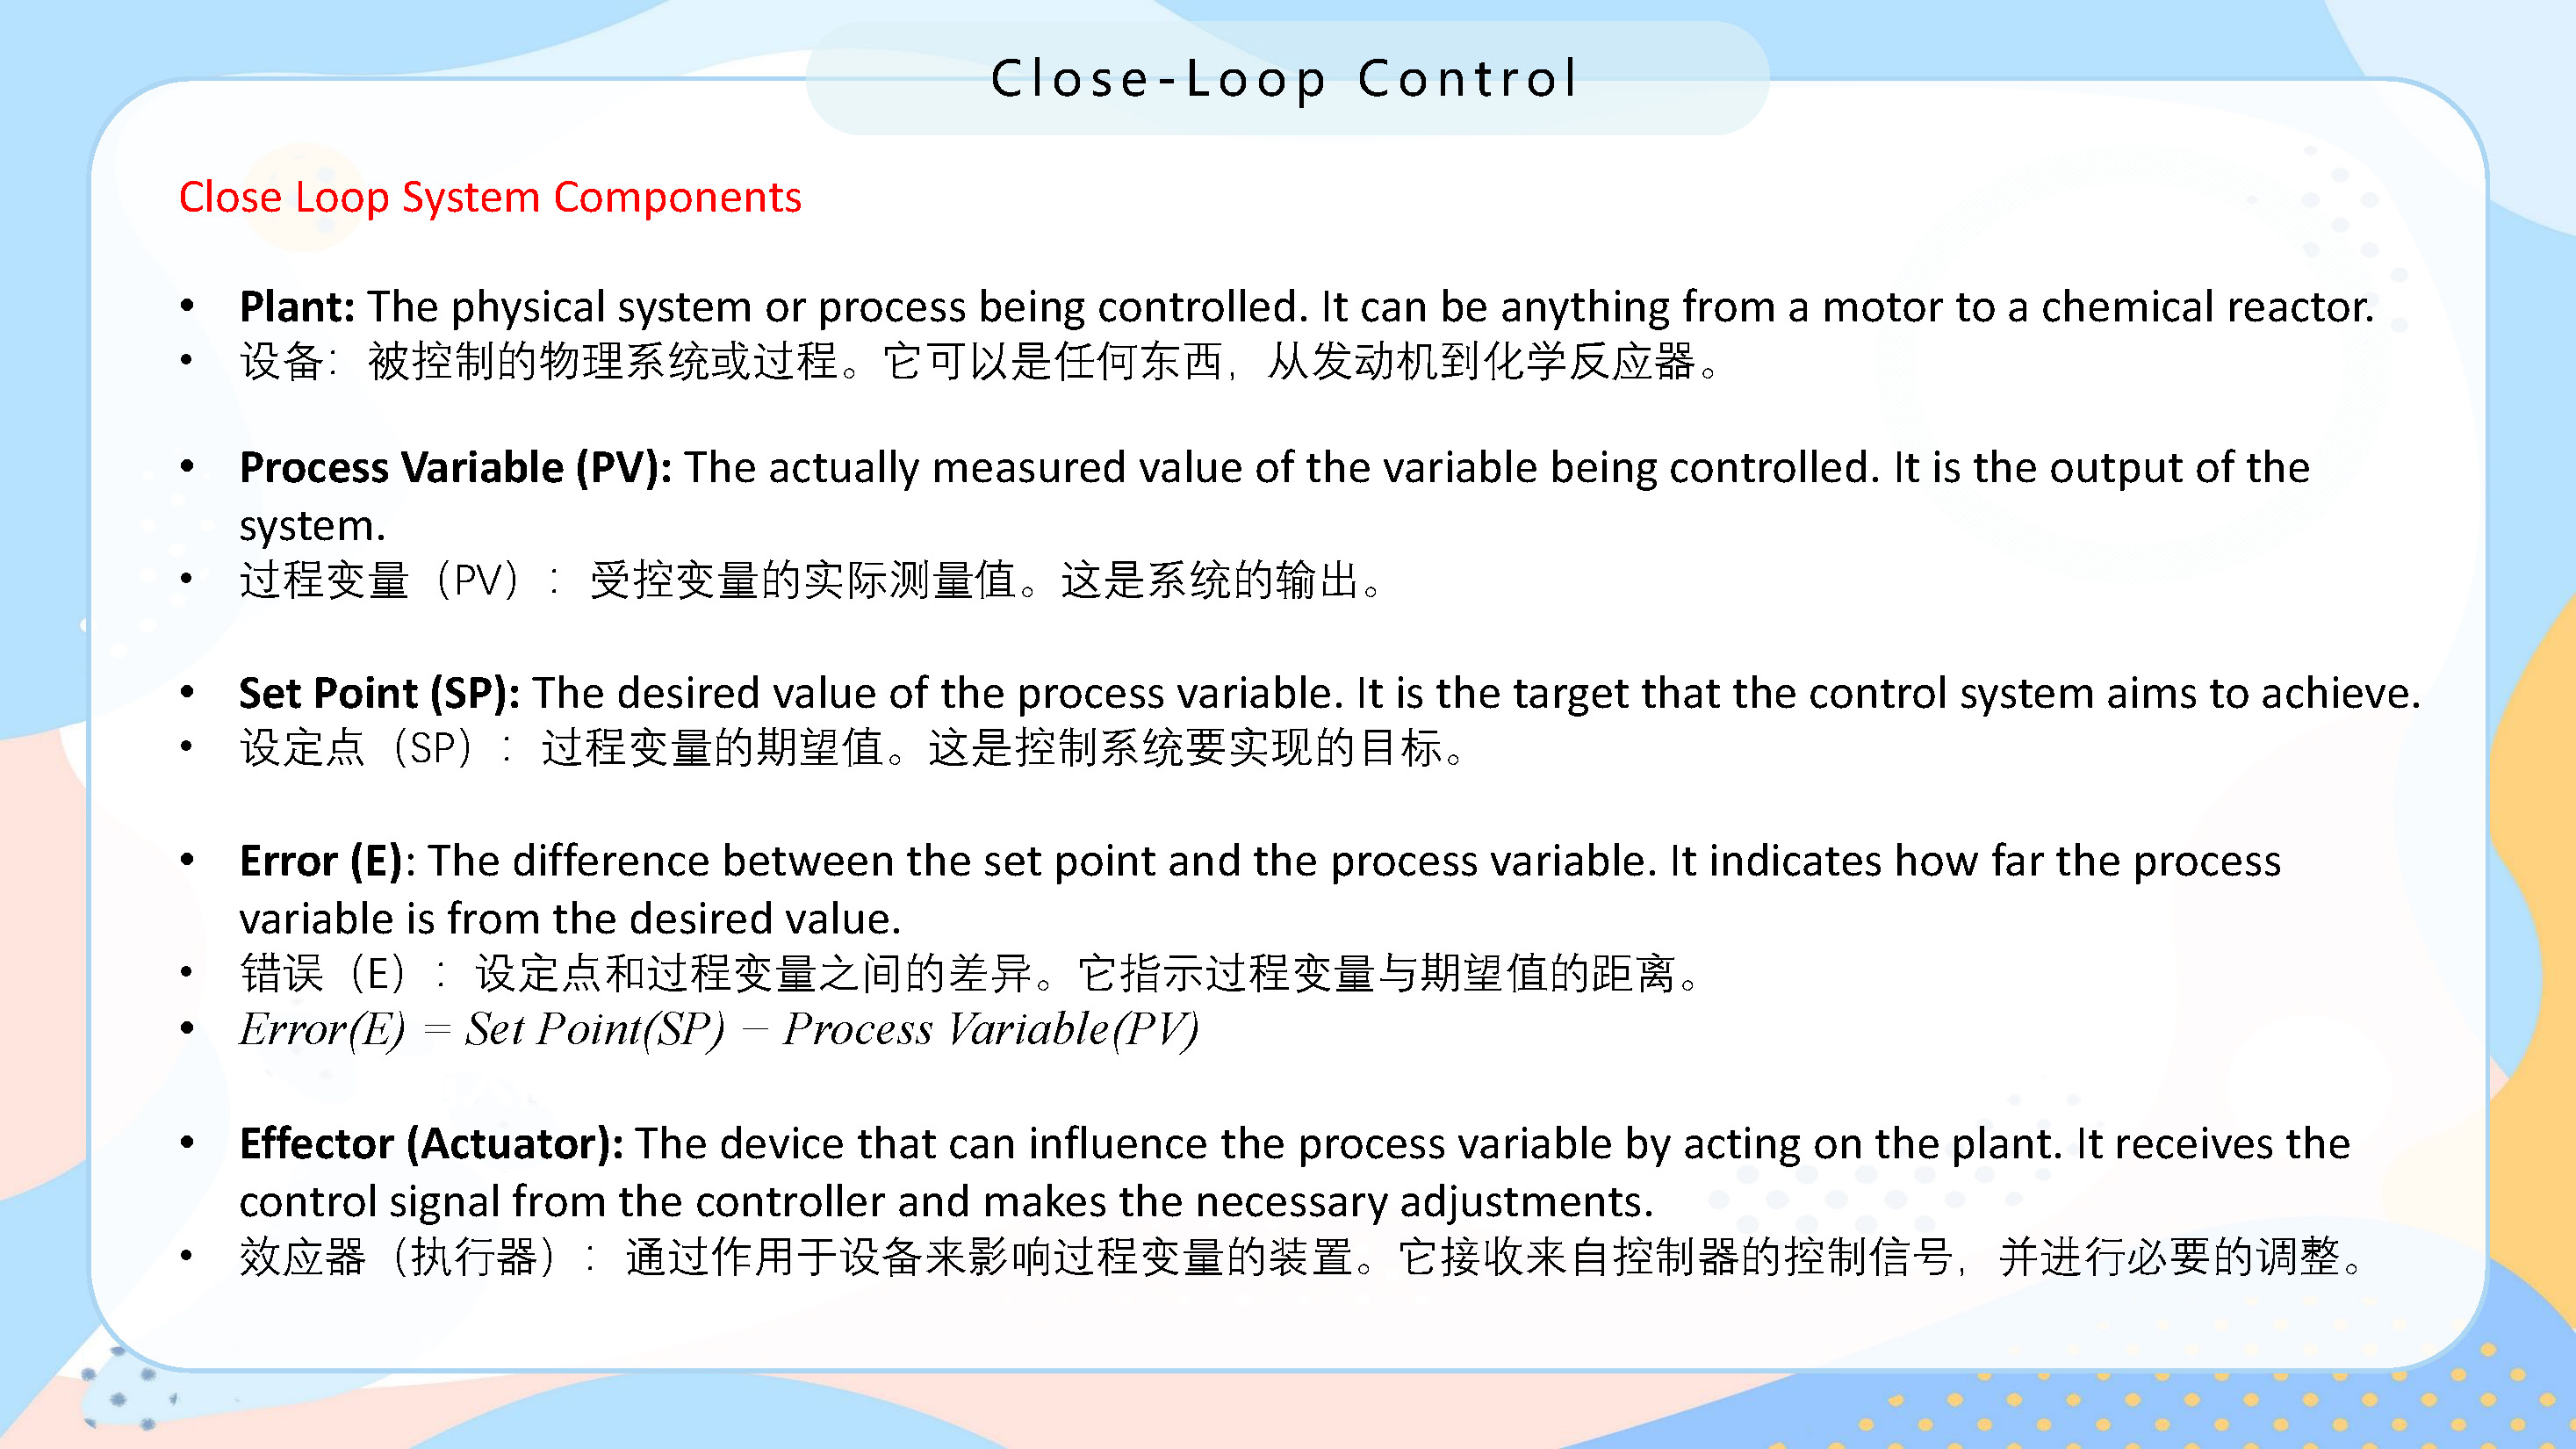 Close-Loop Control
Close Loop System Components
• Plant: The physical system or process being controlled. It can be anything from a motor to a chemical reactor.
• 设备：被控制的物理系统或过程。它可以是任何东西，从发动机到化学反应器。
• Process Variable (PV): The actually measured value of the variable being controlled. It is the output of the
system.
• 过程变量（PV）：受控变量的实际测量值。这是系统的输出。
• Set Point (SP): The desired value of the process variable. It is the target that the control system aims to achieve.
• 设定点（SP）：过程变量的期望值。这是控制系统要实现的目标。
• Error (E): The difference between the set point and the process variable. It indicates how far the process
variable is from the desired value.
• 错误（E）：设定点和过程变量之间的差异。它指示过程变量与期望值的距离。
• Error(E) = Set Point(SP) − Process Variable(PV)
• Effector (Actuator): The device that can influence the process variable by acting on the plant. It receives the
control signal from the controller and makes the necessary adjustments.
• 效应器（执行器）：通过作用于设备来影响过程变量的装置。它接收来自控制器的控制信号，并进行必要的调整。